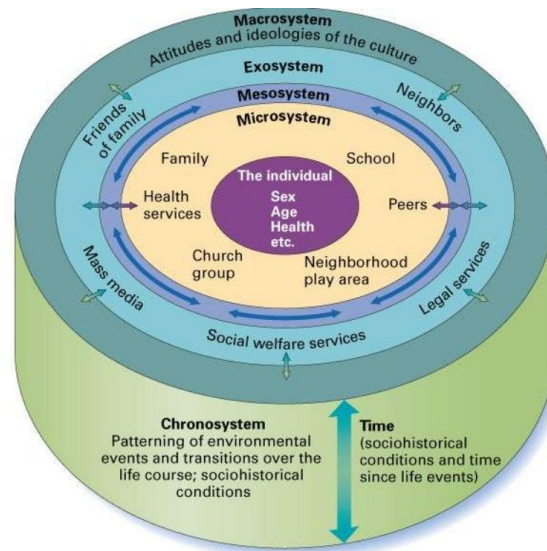 Macrosystem
Attitudes and ideologies of the culture
Exosystem
Mesosystem
Microsystem
Friends
of family
Neighbors
Family
School
The individual
Sex
Age
Health
etc.
Health
services
Peers
Church
group
Neighborhood
play area
Mass media
Legal services
Social welfare services
Chronosystem
Patterning of environmental
events and transitions over the
life course; sociohistorical
conditions
Time
(sociohistorical
conditions and time
since life events)